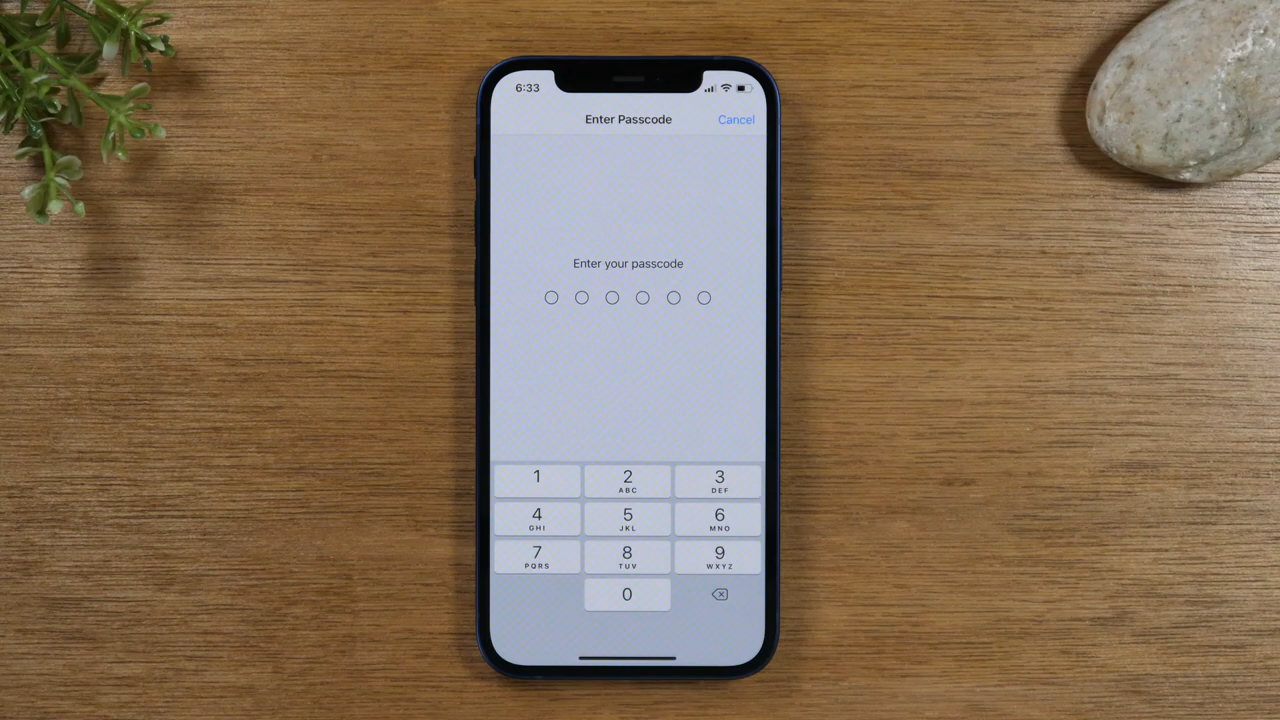 6:33
Enter Passcode Cancel
Enter your passcode
1 2 3
ABC DEF
4 5 6
GHI JKL MNO
7 8 9
PQRS TUV WXYZ
0